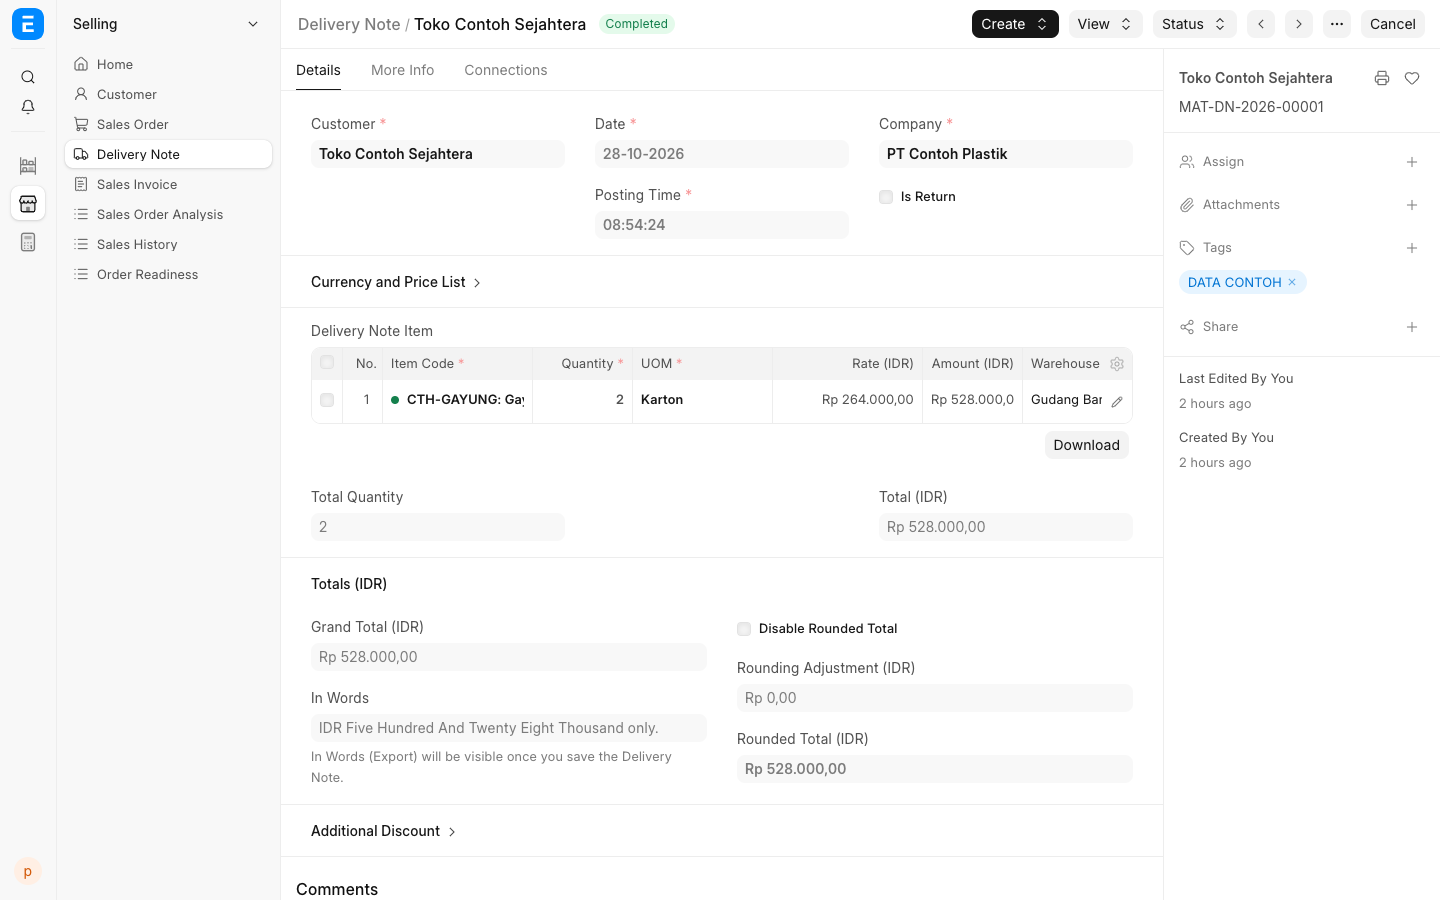 Selling
Home
Customer
Sales Order
Delivery Note
Sales Invoice
Sales Order Analysis
Sales History
Order Readiness
p
Delivery Note / Toko Contoh Sejahtera Completed
Create View Status ··· Cancel
Details More Info Connections
Customer * Date * Company *
Toko Contoh Sejahtera 28-10-2026 PT Contoh Plastik
Posting Time * Is Return
08:54:24
Currency and Price List
Delivery Note Item
No. Item Code * Quantity * UOM * Rate (IDR) Amount (IDR) Warehouse
1 CTH-GAYUNG: Gay 2 Karton Rp 264.000,00 Rp 528.000,0 Gudang Bar
Download
Total Quantity Total (IDR)
2 Rp 528.000,00
Totals (IDR)
Grand Total (IDR)
Rp 528.000,00
In Words
IDR Five Hundred And Twenty Eight Thousand only.
In Words (Export) will be visible once you save the Delivery
Note.
Disable Rounded Total
Rounding Adjustment (IDR)
Rp 0,00
Rounded Total (IDR)
Rp 528.000,00
Additional Discount
Comments
Toko Contoh Sejahtera
MAT-DN-2026-00001
Assign
Attachments
Tags
DATA CONTOH ×
Share
Last Edited By You
2 hours ago
Created By You
2 hours ago